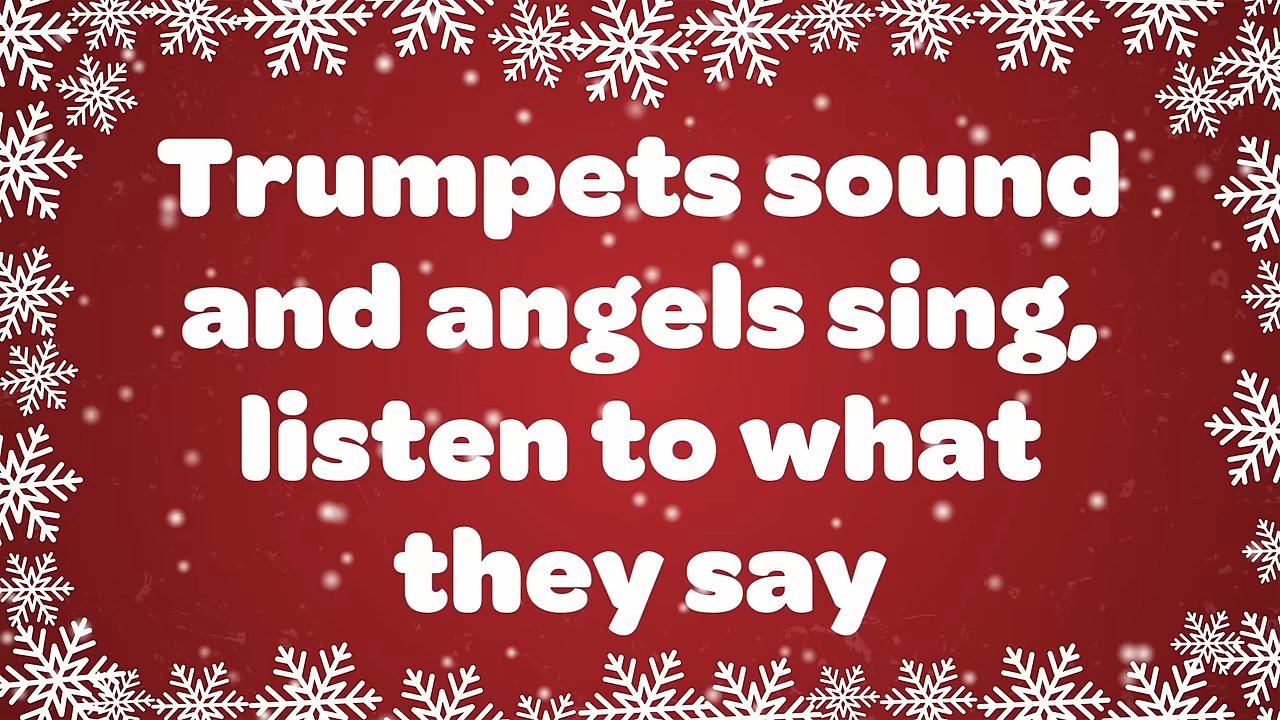 Trumpets sound
and angels sing,
listen to what
they say